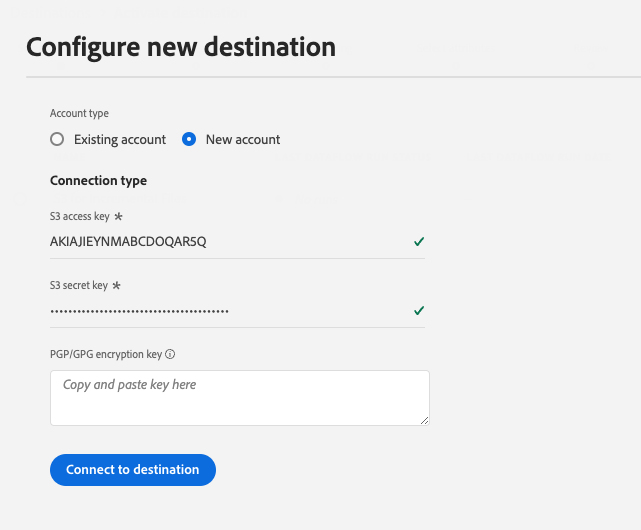 Configure new destination
Account type
Existing account
New account
Connection type
S3 access key *
AKIAJIEYNMABCDOQARSQ
S3 secret key *
••••••••••••••••••••••••••••••••••••••••
PGP/GPG encryption key
Copy and paste key here
Connect to destination